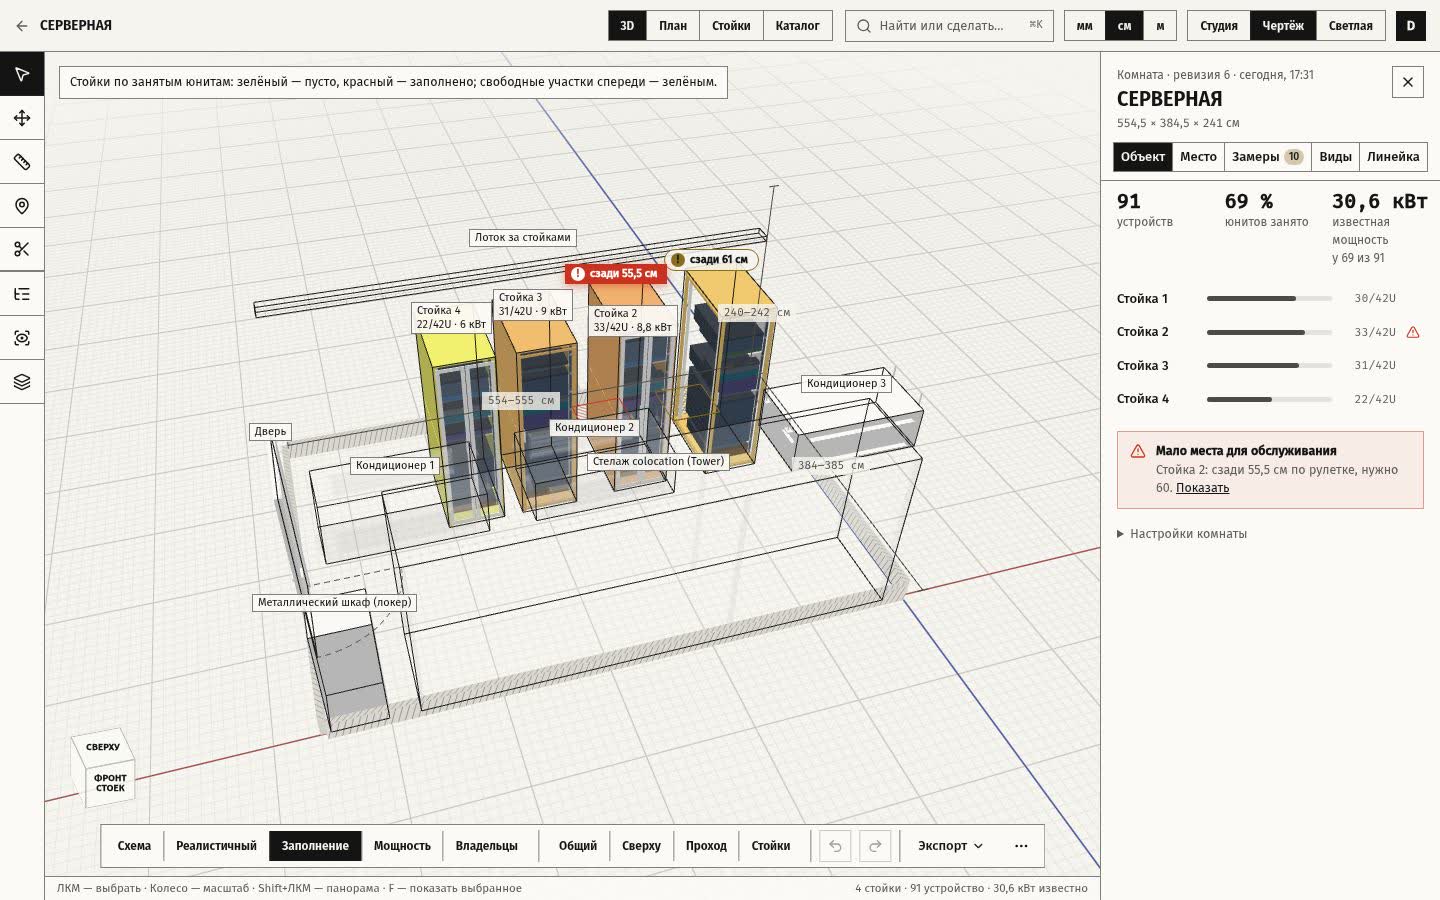 СЕРВЕРНАЯ
3D План Стойки Каталог
Найти или сделать... ⌘K
мм см м
Студия Чертёж Светлая
D
Стойки по занятым юнитам: зелёный — пусто, красный — заполнено; свободные участки спереди — зелёным.
Лоток за стойками
! сзади 55,5 см
! сзади 61 см
Стойка 4
22/42U · 6 кВт
Стойка 3
31/42U · 9 кВт
Стойка 2
33/42U · 8,8 кВт
240–242 см
554–555 см
Кондиционер 3
Кондиционер 2
Дверь
Кондиционер 1
Стелаж colocation (Tower)
384–385 см
Металлический шкаф (локер)
СВЕРХУ
ФРОНТ
СТОЕК
Схема Реалистичный Заполнение Мощность Владельцы Общий Сверху Проход Стойки Экспорт ···
ЛКМ — выбрать · Колесо — масштаб · Shift+ЛКМ — панорама · F — показать выбранное
4 стойки · 91 устройство · 30,6 кВт известно
Комната · ревизия 6 · сегодня, 17:31
СЕРВЕРНАЯ
554,5 × 384,5 × 241 см
Объект Место Замеры 10 Виды Линейка
91 69 % 30,6 кВт
устройств юнитов занято известная
мощность
у 69 из 91
Стойка 1 30/42U
Стойка 2 33/42U
Стойка 3 31/42U
Стойка 4 22/42U
Мало места для обслуживания
Стойка 2: сзади 55,5 см по рулетке, нужно
60. Показать
Настройки комнаты